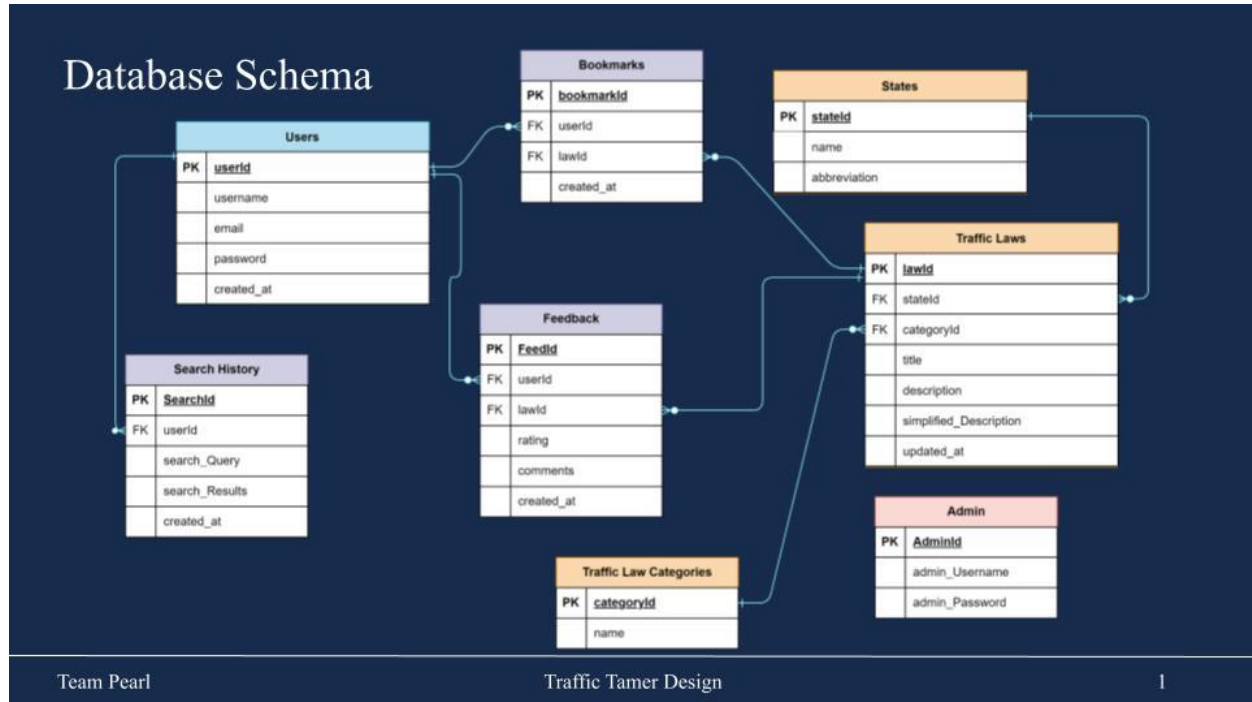 Database Schema
Users
PK userId
username
email
password
created_at
Bookmarks
PK bookmarkId
FK userId
FK lawId
created_at
States
PK stateId
name
abbreviation
Traffic Laws
PK lawId
FK stateId
FK categoryId
title
description
simplified_Description
updated_at
Feedback
PK FeedId
FK userId
FK lawId
rating
comments
created_at
Search History
PK SearchId
FK userId
search_Query
search_Results
created_at
Admin
PK AdminId
admin_Username
admin_Password
Traffic Law Categories
PK categoryId
name
Team Pearl
Traffic Tamer Design
1